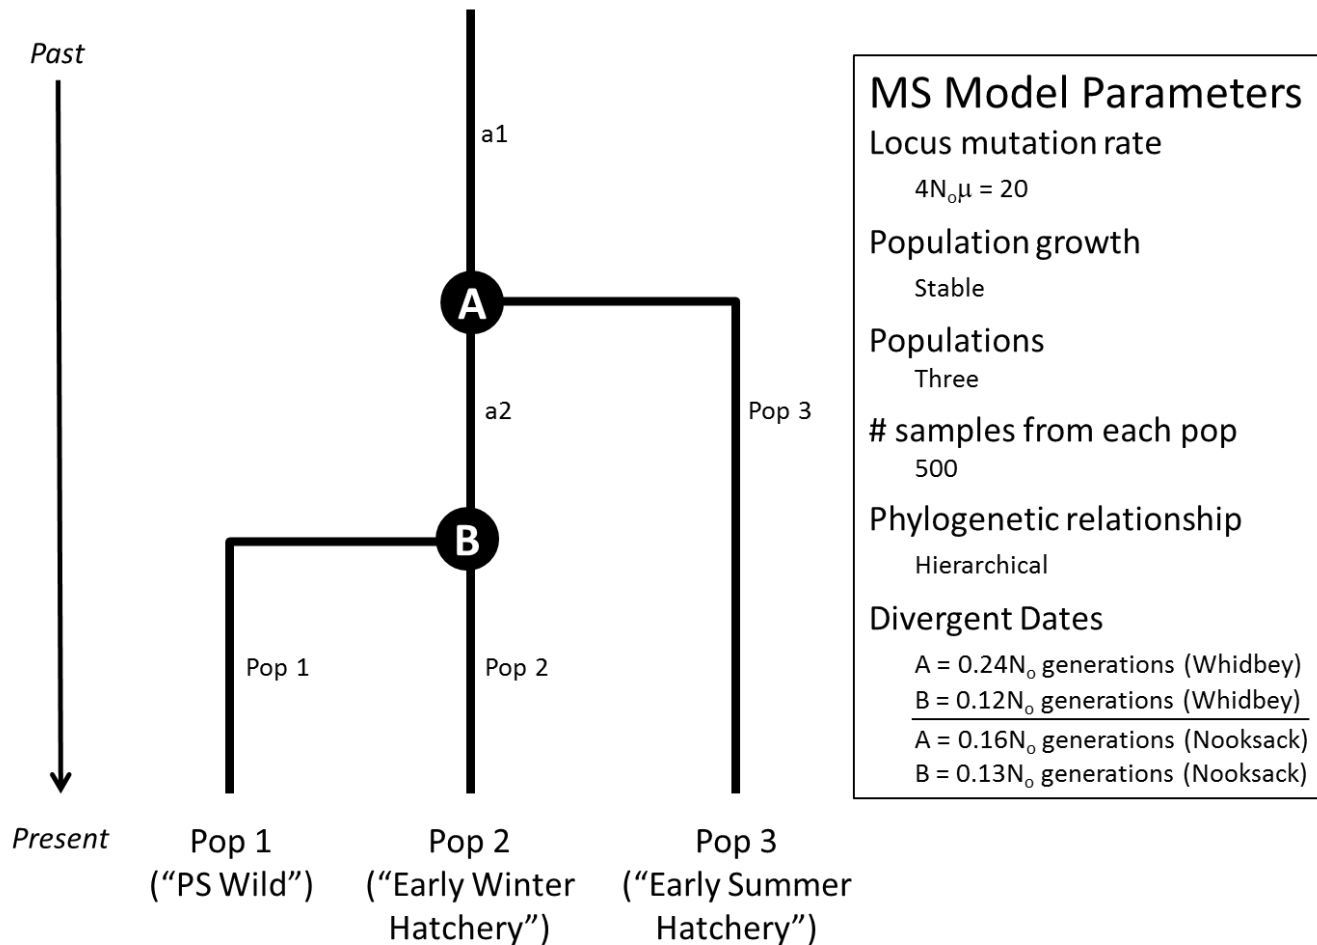 Past
a1
A
a2
Pop 3
B
Pop 1
Pop 2
Present
Pop 1
("PS Wild")
Pop 2
("Early Winter
Hatchery")
Pop 3
("Early Summer
Hatchery")
MS Model Parameters
Locus mutation rate
4Noμ = 20
Population growth
Stable
Populations
Three
# samples from each pop
500
Phylogenetic relationship
Hierarchical
Divergent Dates
A = 0.24No generations (Whidbey)
B = 0.12No generations (Whidbey)
A = 0.16No generations (Nooksack)
B = 0.13No generations (Nooksack)